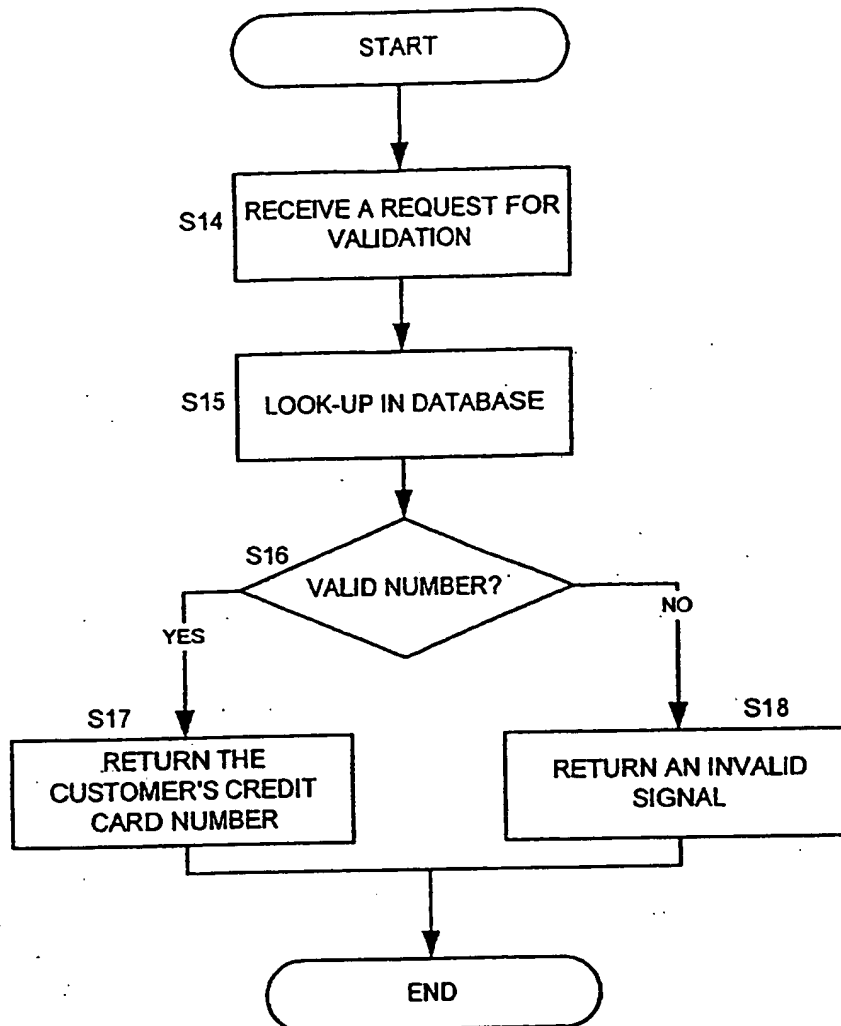 START
S14
RECEIVE A REQUEST FOR
VALIDATION
S15
LOOK-UP IN DATABASE
S16
VALID NUMBER?
YES
NO
S17
RETURN THE
CUSTOMER'S CREDIT
CARD NUMBER
S18
RETURN AN INVALID
SIGNAL
END